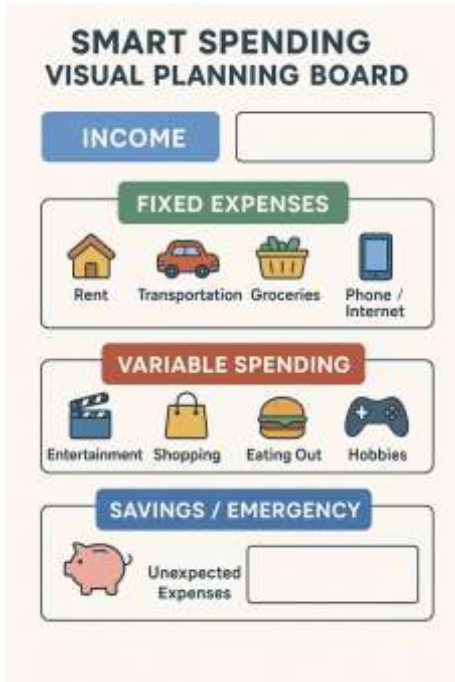 SMART SPENDING
VISUAL PLANNING BOARD
INCOME
FIXED EXPENSES
Rent
Transportation
Groceries
Phone /
Internet
VARIABLE SPENDING
Entertainment
Shopping
Eating Out
Hobbies
SAVINGS / EMERGENCY
Unexpected
Expenses